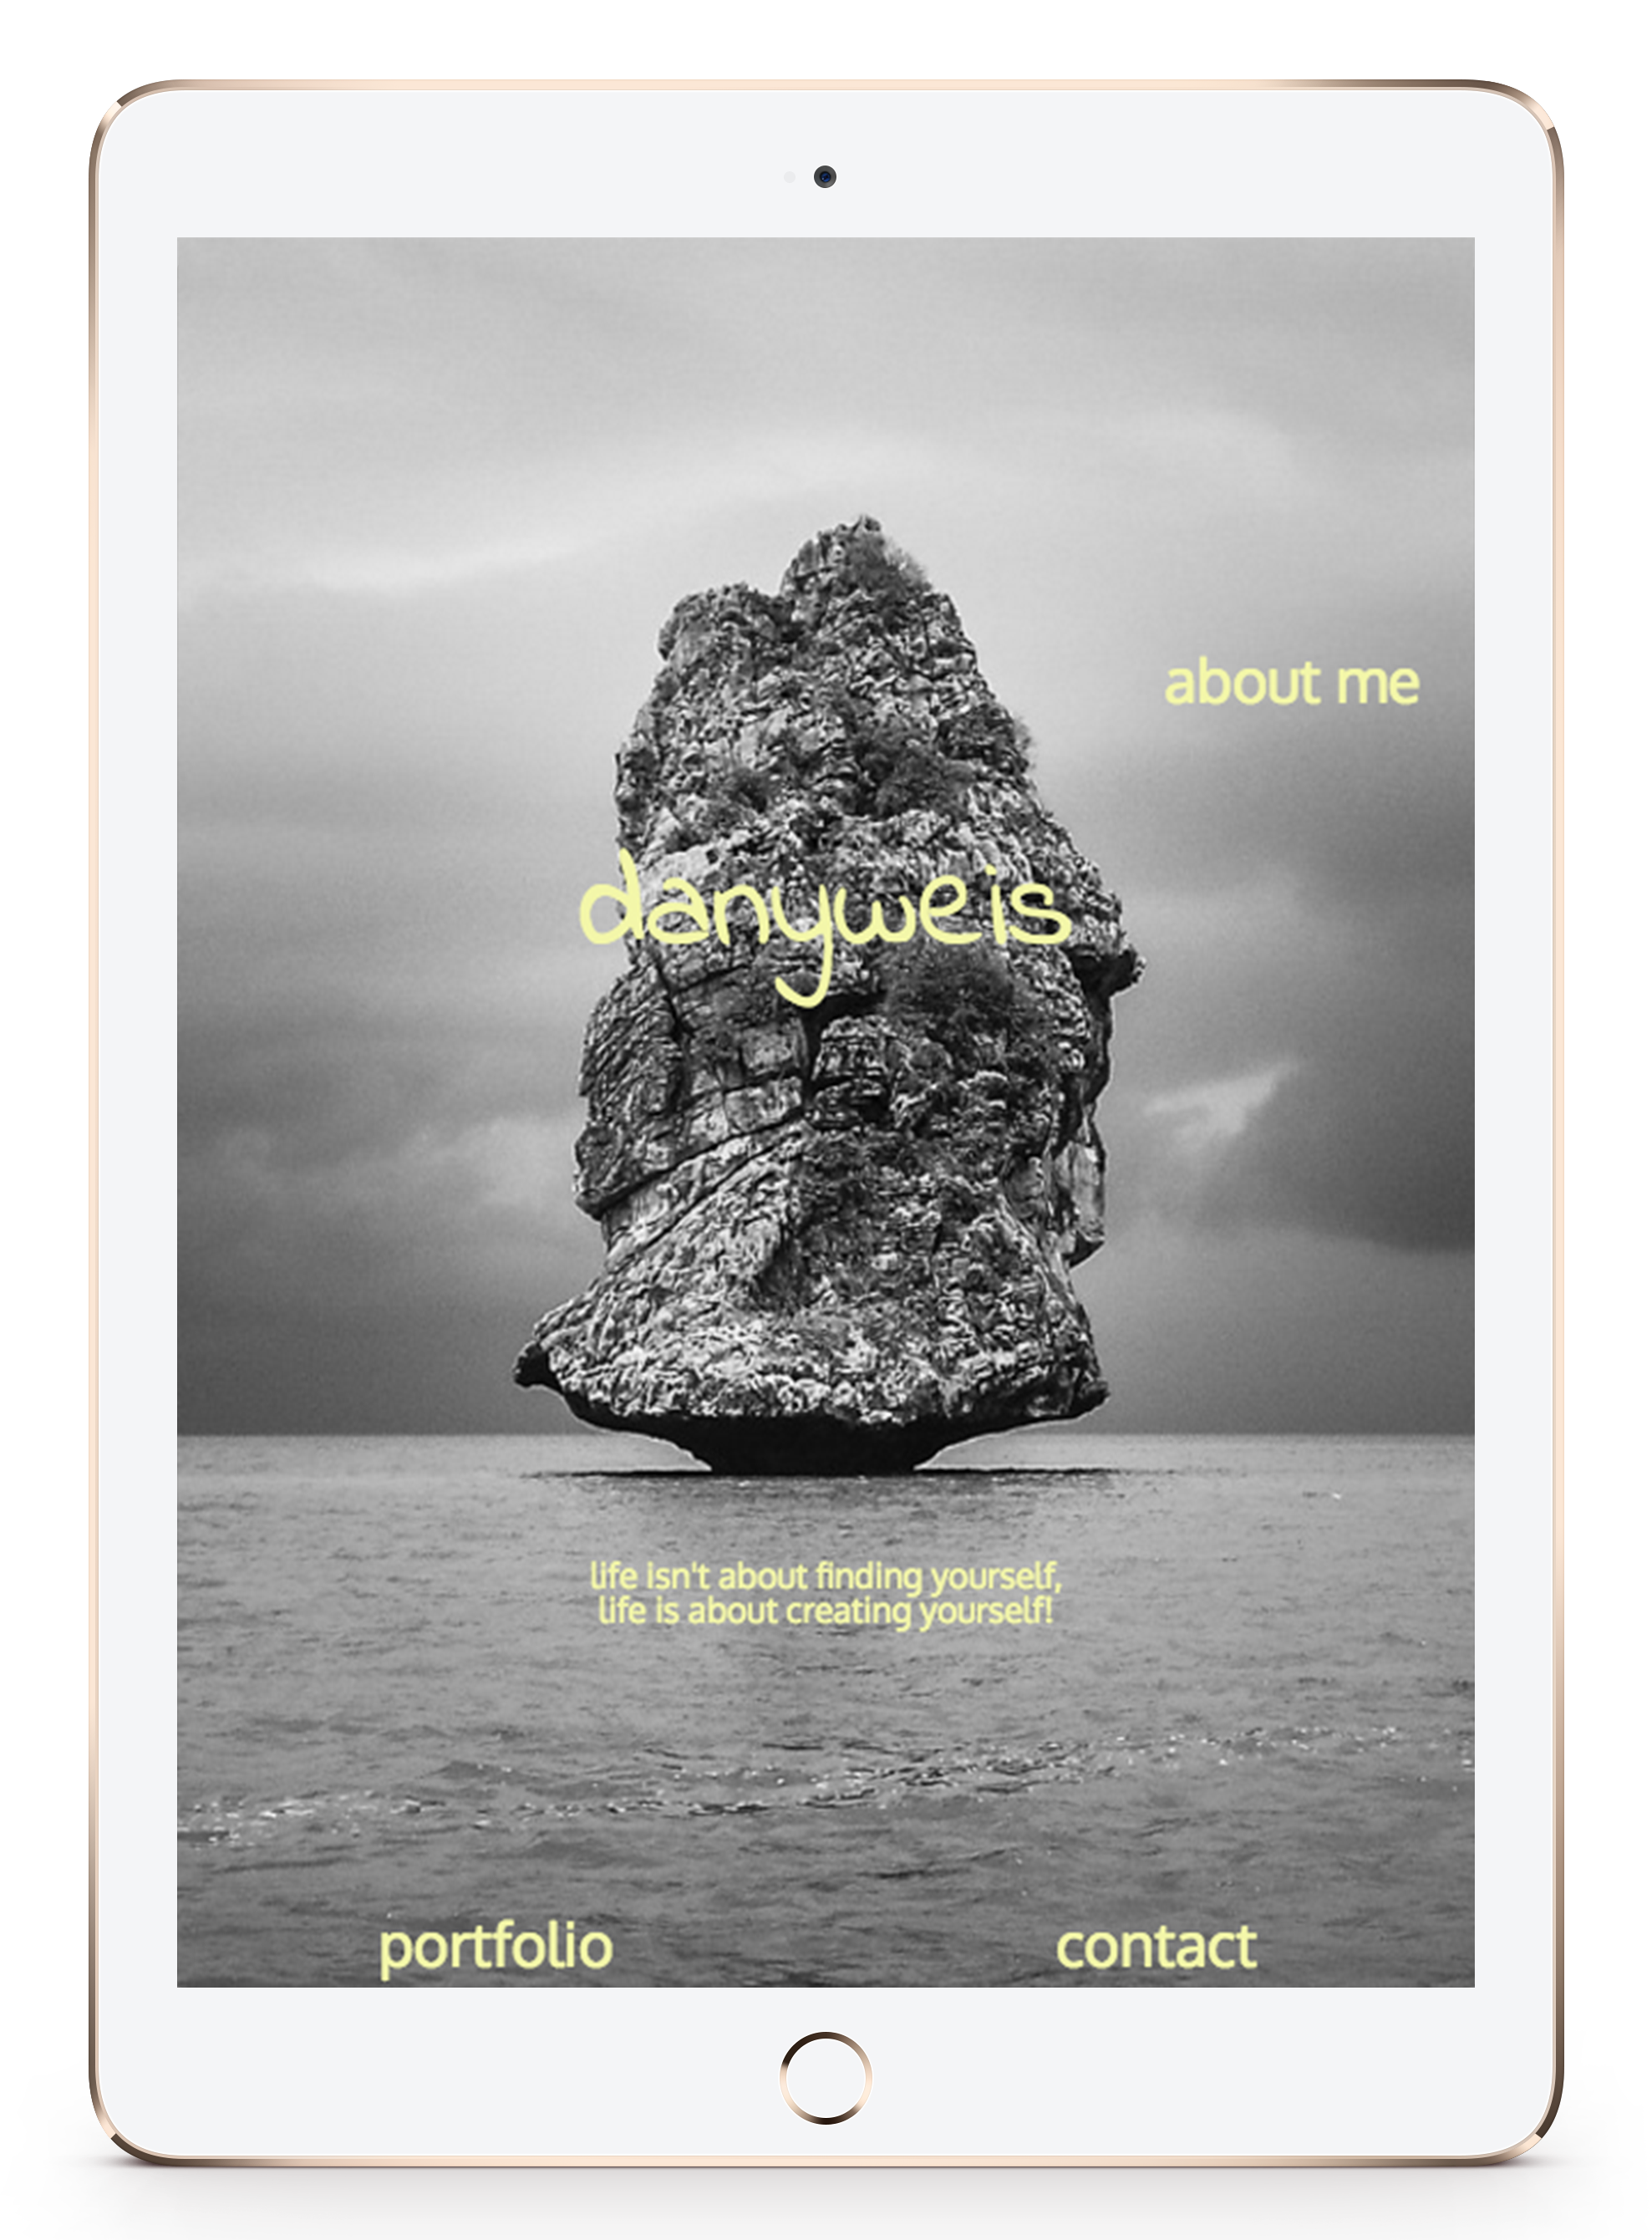 about me
danyweis
life isn't about finding yourself,
life is about creating yourself!
portfolio
contact